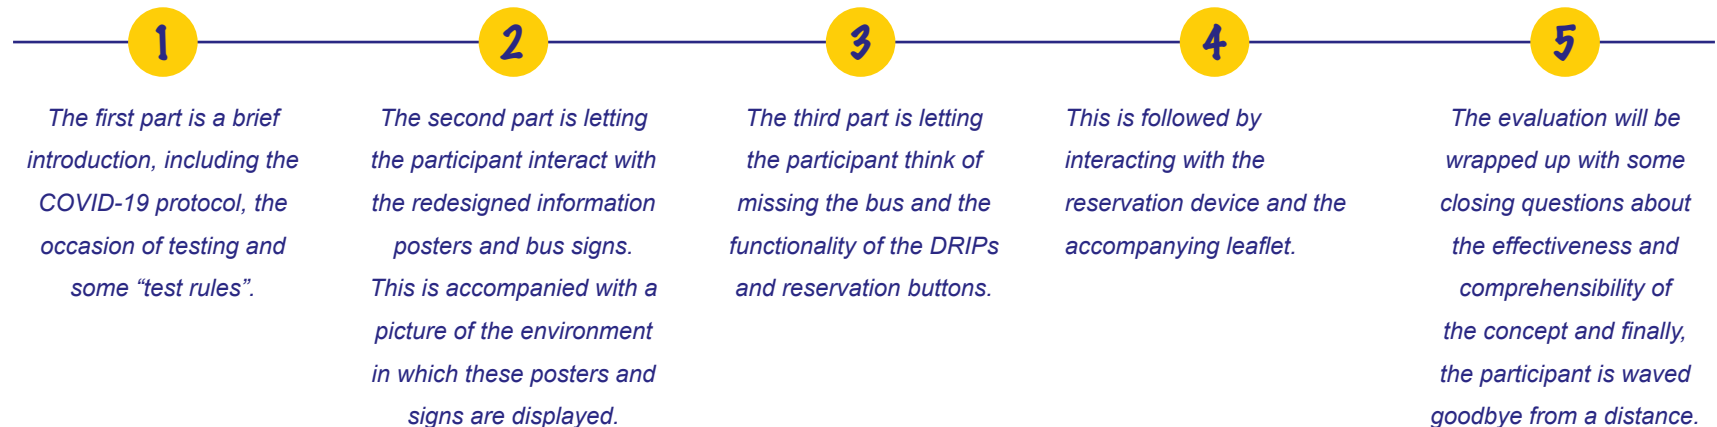 1
The first part is a brief
introduction, including the
COVID-19 protocol, the
occasion of testing and
some “test rules”.
2
The second part is letting
the participant interact with
the redesigned information
posters and bus signs.
This is accompanied with a
picture of the environment
in which these posters and
signs are displayed.
3
The third part is letting
the participant think of
missing the bus and the
functionality of the DRIPs
and reservation buttons.
4
This is followed by
interacting with the
reservation device and the
accompanying leaflet.
5
The evaluation will be
wrapped up with some
closing questions about
the effectiveness and
comprehensibility of
the concept and finally,
the participant is waved
goodbye from a distance.